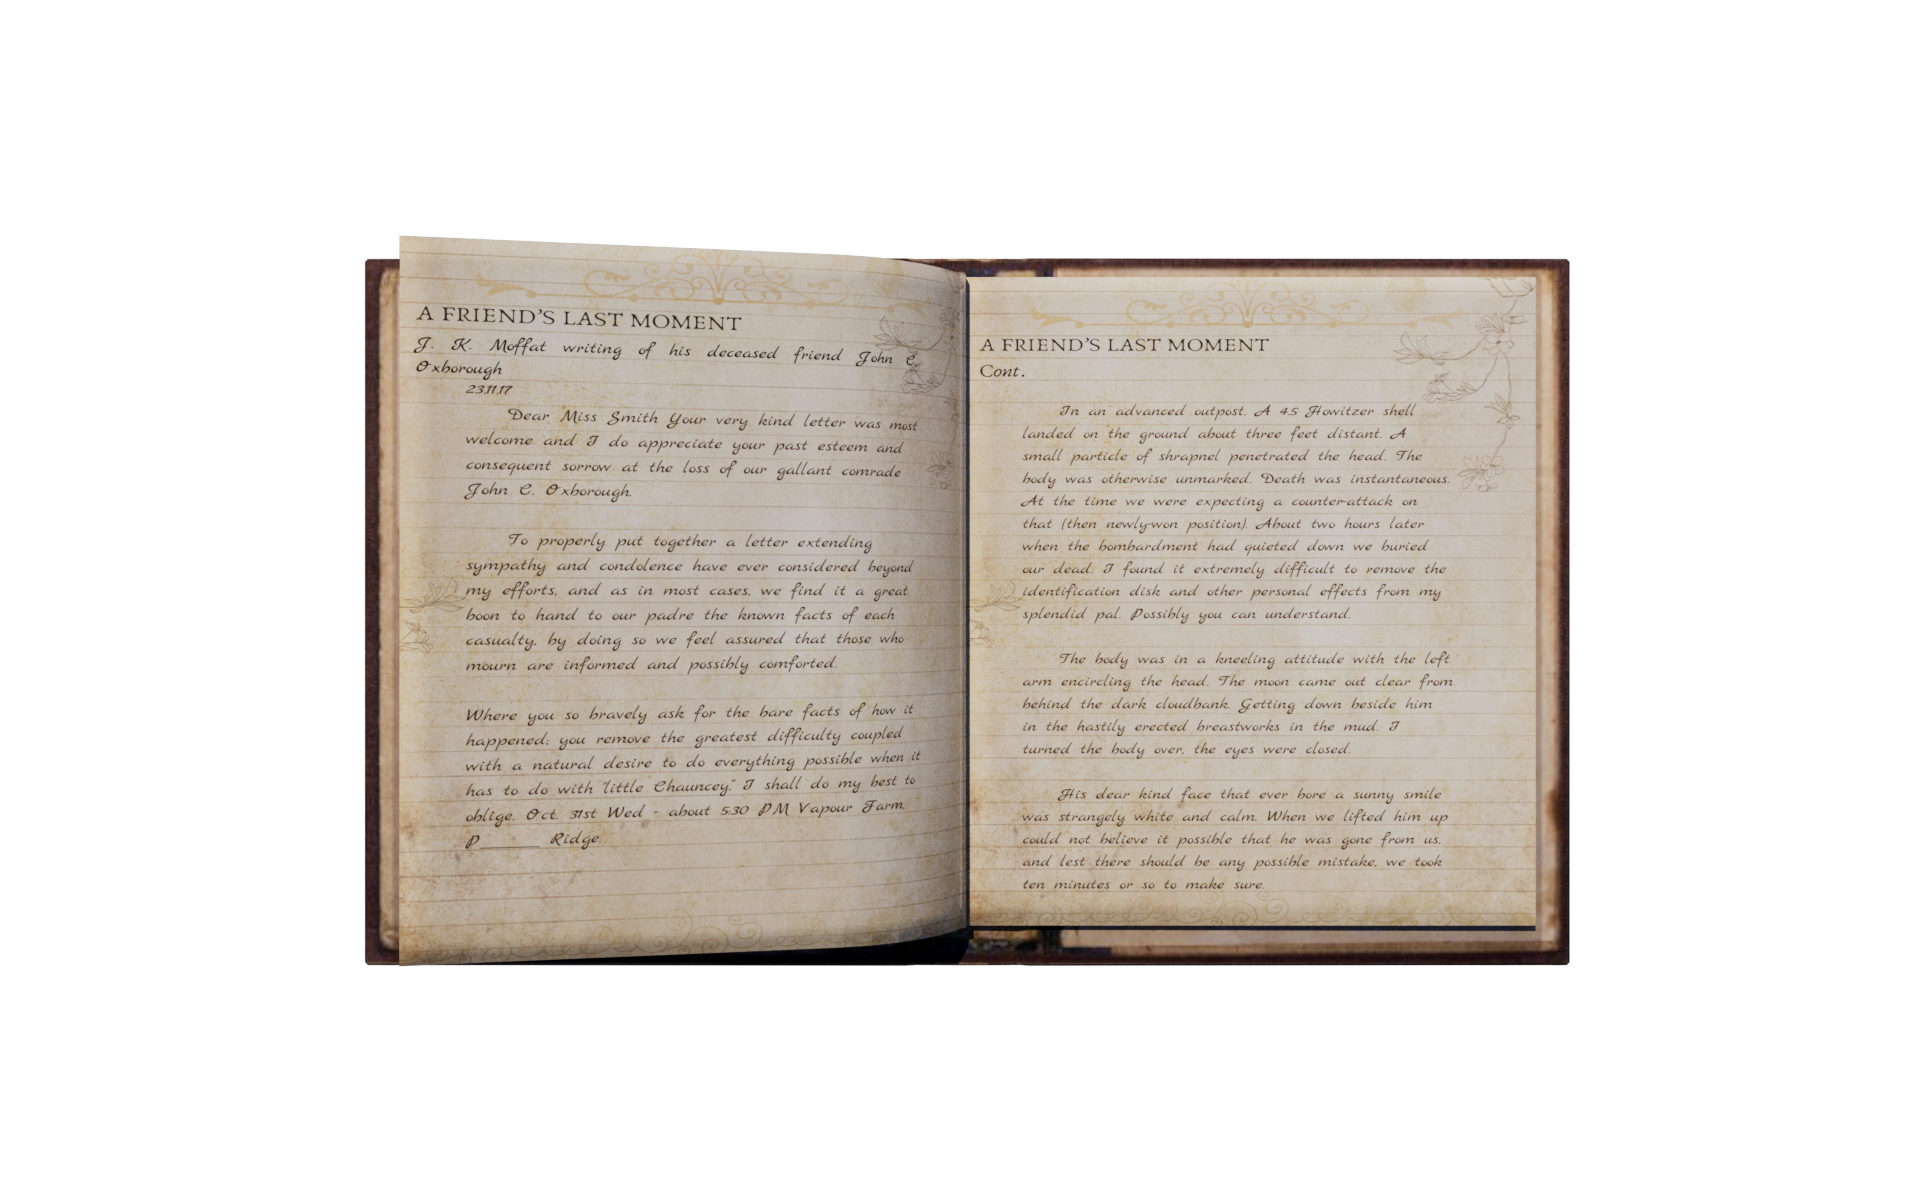 A FRIEND'S LAST MOMENT
J. K. Moffat writing of his deceased friend John C.
Oxborough
23.11.17
Dear Miss Smith Your very kind letter was most
welcome and I do appreciate your past esteem and
consequent sorrow at the loss of our gallant comrade
John C. Oxborough.
To properly put together a letter extending
sympathy and condolence have ever considered beyond
my efforts, and as in most cases, we find it a great
boon to hand to our padre the known facts of each
casualty, by doing so we feel assured that those who
mourn are informed and possibly comforted.
Where you so bravely ask for the bare facts of how it
happened; you remove the greatest difficulty coupled
with a natural desire to do everything possible when it
has to do with "little Chauncey." I shall do my best to
oblige. Oct. 31st Wed - about 5:30 PM Vapour Farm.
P______ Ridge.
A FRIEND'S LAST MOMENT
Cont.
In an advanced outpost. A 4.5 Howitzer shell
landed on the ground about three feet distant. A
small particle of shrapnel penetrated the head. The
body was otherwise unmarked. Death was instantaneous.
At the time we were expecting a counter-attack on
that (then newly-won position). About two hours later
when the bombardment had quieted down we buried
our dead. I found it extremely difficult to remove the
identification disk and other personal effects from my
splendid pal. Possibly you can understand.
The body was in a kneeling attitude with the left
arm encircling the head. The moon came out clear from
behind the dark cloudbank. Getting down beside him
in the hastily erected breastworks in the mud. I
turned the body over, the eyes were closed.
His dear kind face that ever bore a sunny smile
was strangely white and calm. When we lifted him up
could not believe it possible that he was gone from us,
and lest there should be any possible mistake, we took
ten minutes or so to make sure.